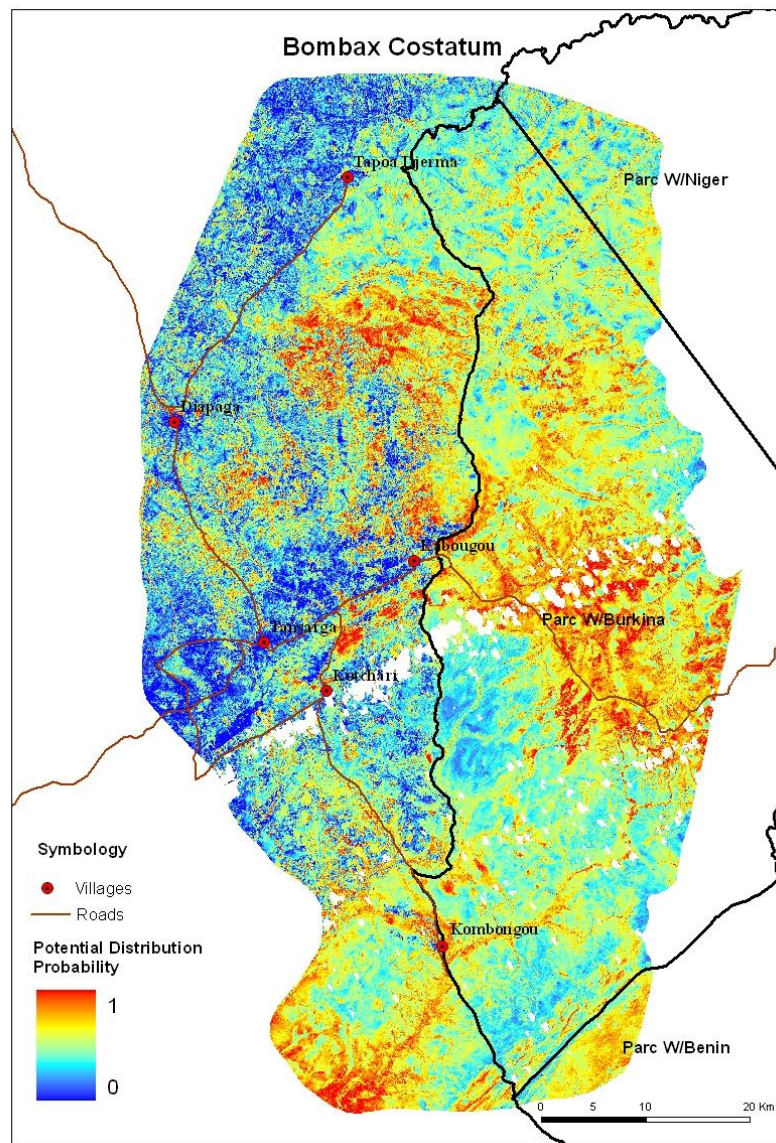 Bombax Costatum
Tapoa Djerma
Parc W/Niger
Diapaga
Kabougou
Parc W/Burkina
Tansarga
Kotchari
Symbology
Villages
Roads
Kombongou
Potential Distribution
Probability
1
0
Parc W/Benin
0 5 10 20 Km